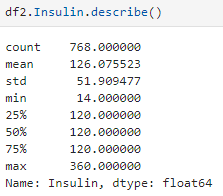 df2.Insulin.describe()
count 768.000000
mean 126.075523
std 51.909477
min 14.000000
25% 120.000000
50% 120.000000
75% 120.000000
max 360.000000
Name: Insulin, dtype: float64